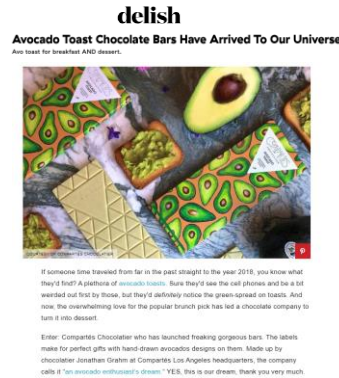 delish
Avocado Toast Chocolate Bars Have Arrived To Our Universe
Avo toast for breakfast AND dessert.
COMPARTÉS
If someone time traveled from far in the past straight to the year 2018, you know what
they'd find? A plethora of avocado toasts. Sure they'd see the cell phones and be a bit
weirded out first by those, but they'd definitely notice the green-spread on toasts. And
now, the overwhelming love for the popular brunch pick has led a chocolate company to
turn it into dessert.
Enter: Compartés Chocolatier who has launched freaking gorgeous bars. The labels
make for perfect gifts with hand-drawn avocados designs on them. Made up by
chocolatier Jonathan Grahm at Compartés Los Angeles headquarters, the company
calls it "an avocado enthusiast's dream." YES, this is our dream, thank you very much.